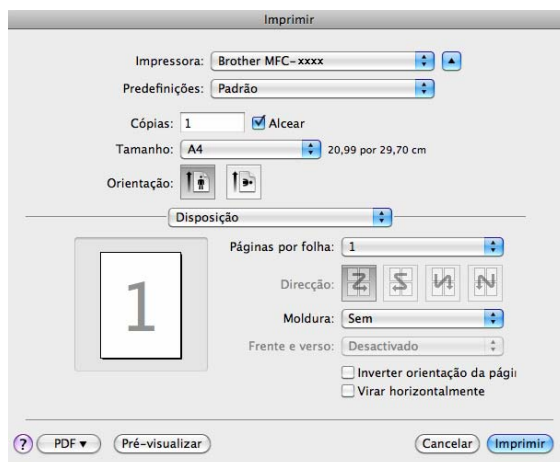 Imprimir
Impressora: Brother MFC-xxxx
Predefinições: Padrão
Cópias: 1 Alcear
Tamanho: A4 20,99 por 29,70 cm
Orientação:
Disposição
Páginas por folha: 1
1
Direcção:
Moldura: Sem
Frente e verso: Desactivado
Inverter orientação da págin
Virar horizontalmente
? PDF Pré-visualizar Cancelar Imprimir